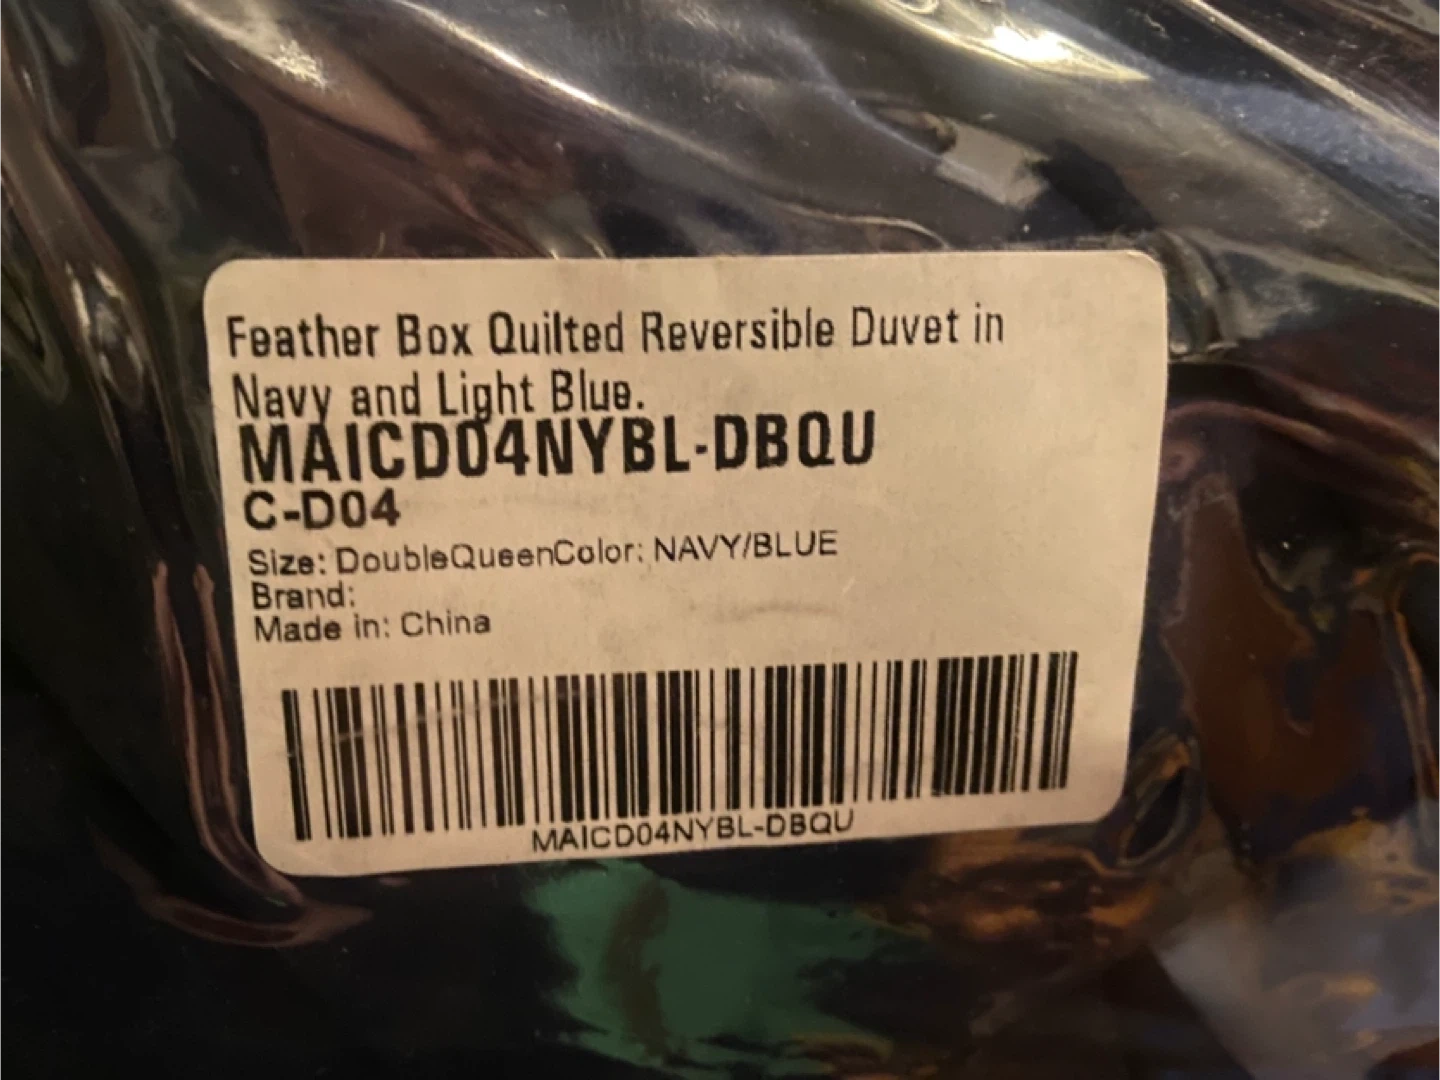 Feather Box Quilted Reversible Duvet in
Navy and Light Blue.
MAICD04NYBL-DBQU
C-D04
Size: DoubleQueenColor: NAVY/BLUE
Brand:
Made in: China
MAICD04NYBL-DBQU